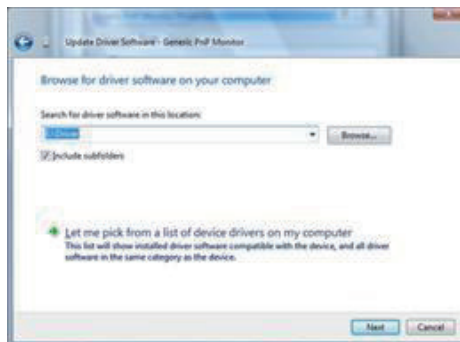 Update Driver Software - Generic PnP Monitor
Browse for driver software on your computer
Search for driver software in this location:
C:\Driver
Browse...
Include subfolders
Let me pick from a list of device drivers on my computer
This list will show installed driver software compatible with the device, and all driver
software in the same category as the device.
Next
Cancel